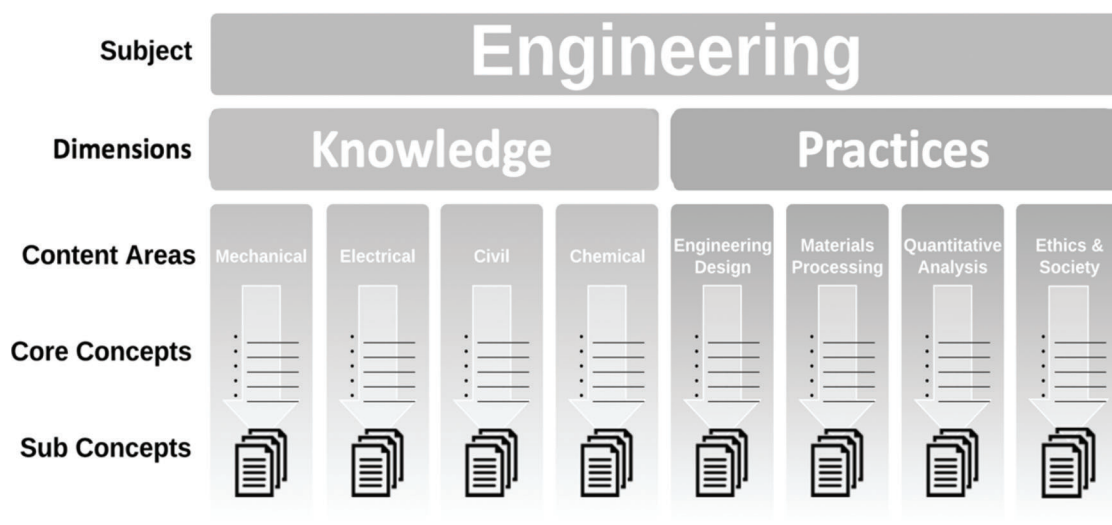 Subject
Engineering
Dimensions
Knowledge
Practices
Content Areas
Mechanical
Electrical
Civil
Chemical
Engineering
Design
Materials
Processing
Quantitative
Analysis
Ethics &
Society
Core Concepts
Sub Concepts